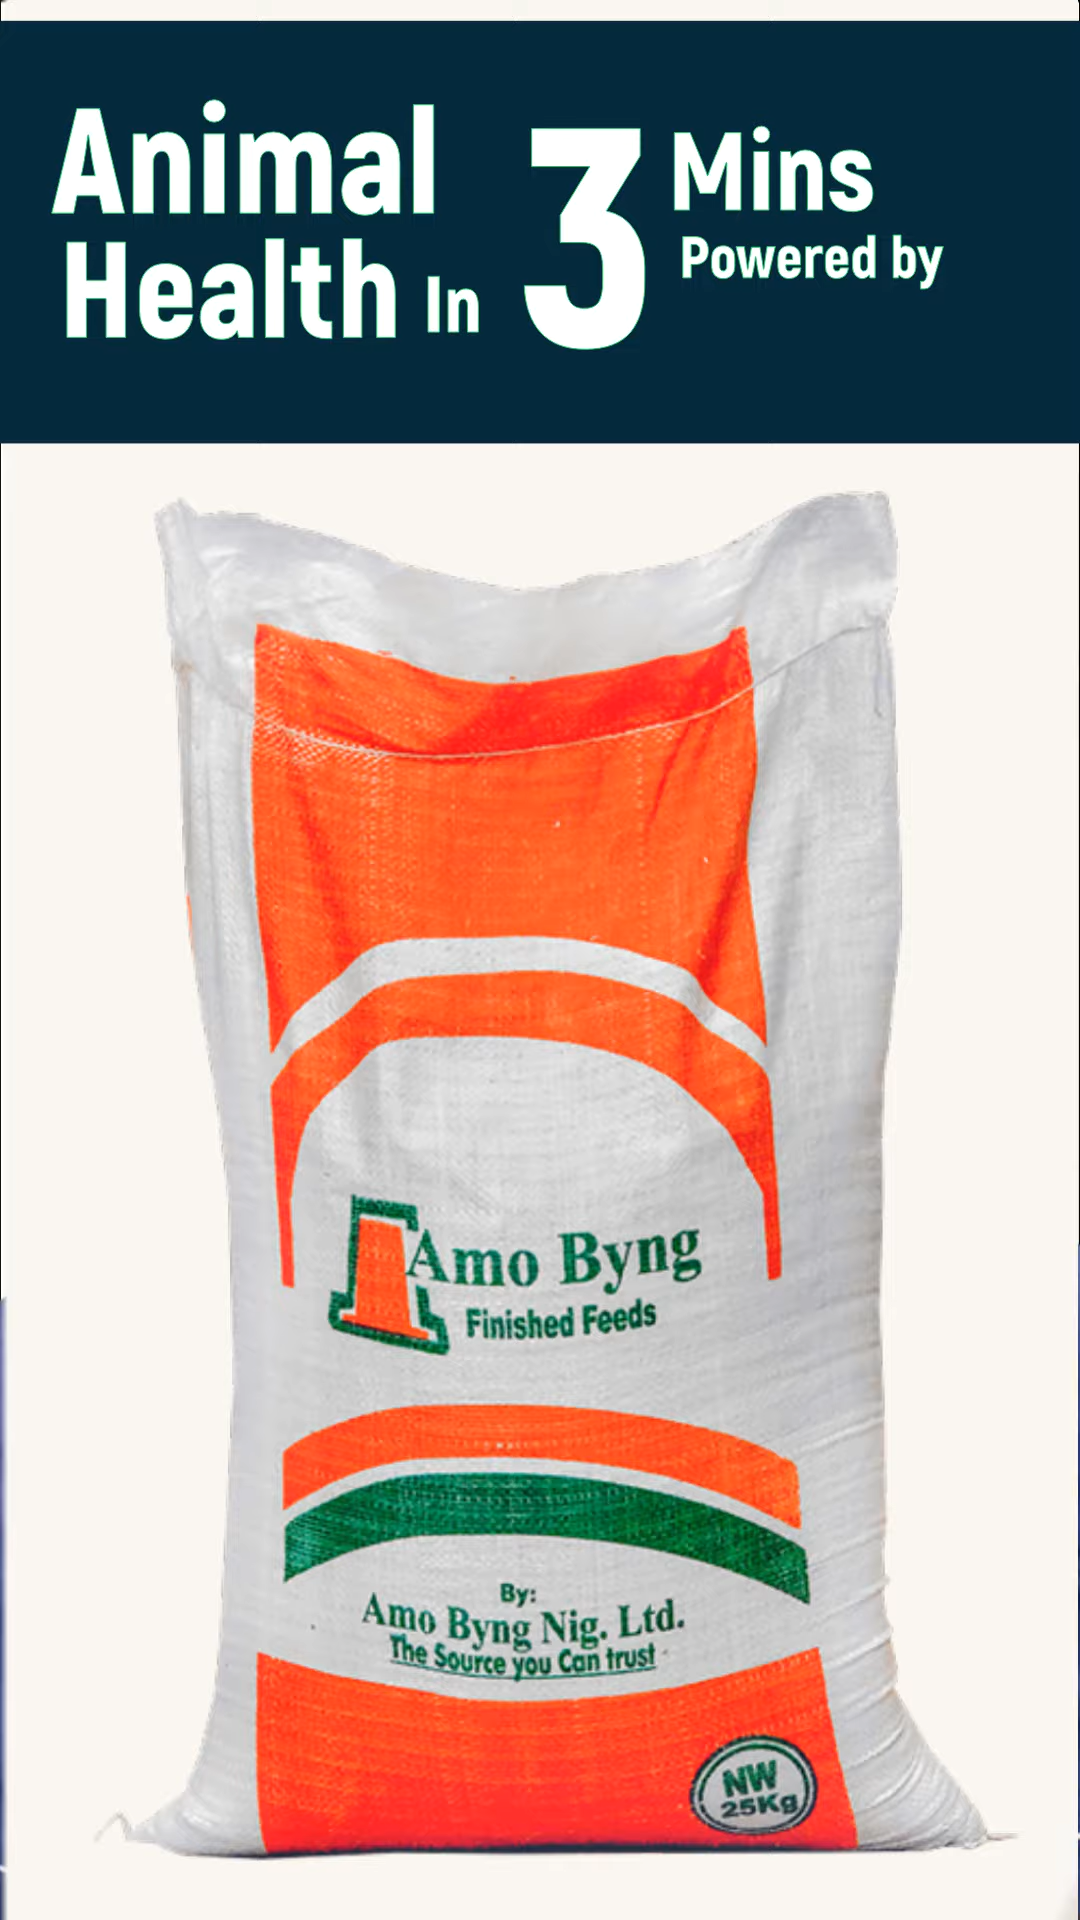 Animal
Health In
3
Mins
Powered by
Amo Byng
Finished Feeds
By:
Amo Byng Nig. Ltd.
The Source you Can trust
NW
25Kg